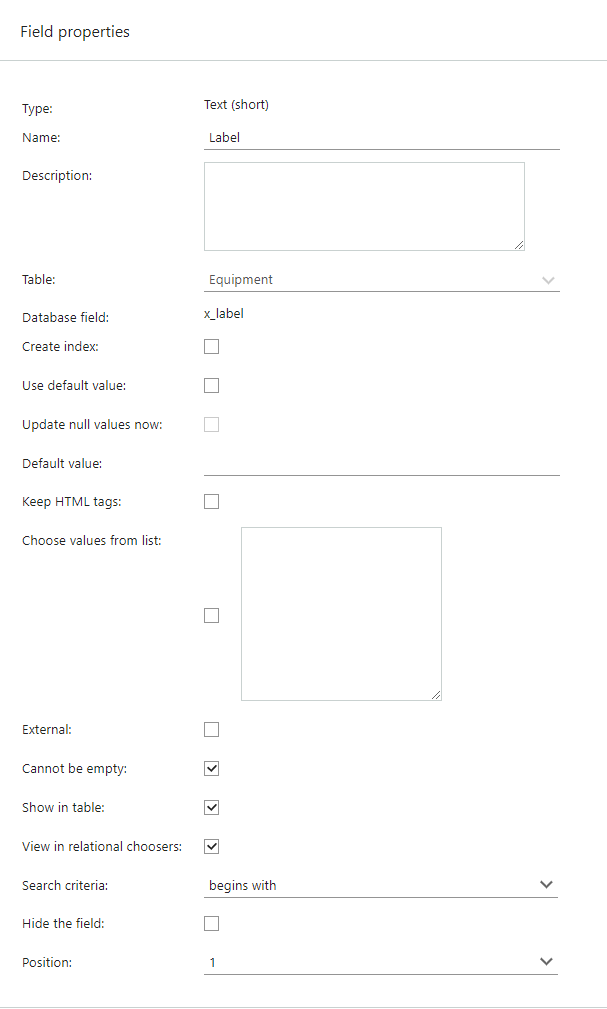 Field properties
Type: Text (short)
Name: Label
Description:
Table: Equipment
Database field: x_label
Create index:
Use default value:
Update null values now:
Default value:
Keep HTML tags:
Choose values from list:
External:
Cannot be empty:
Show in table:
View in relational choosers:
Search criteria: begins with
Hide the field:
Position: 1